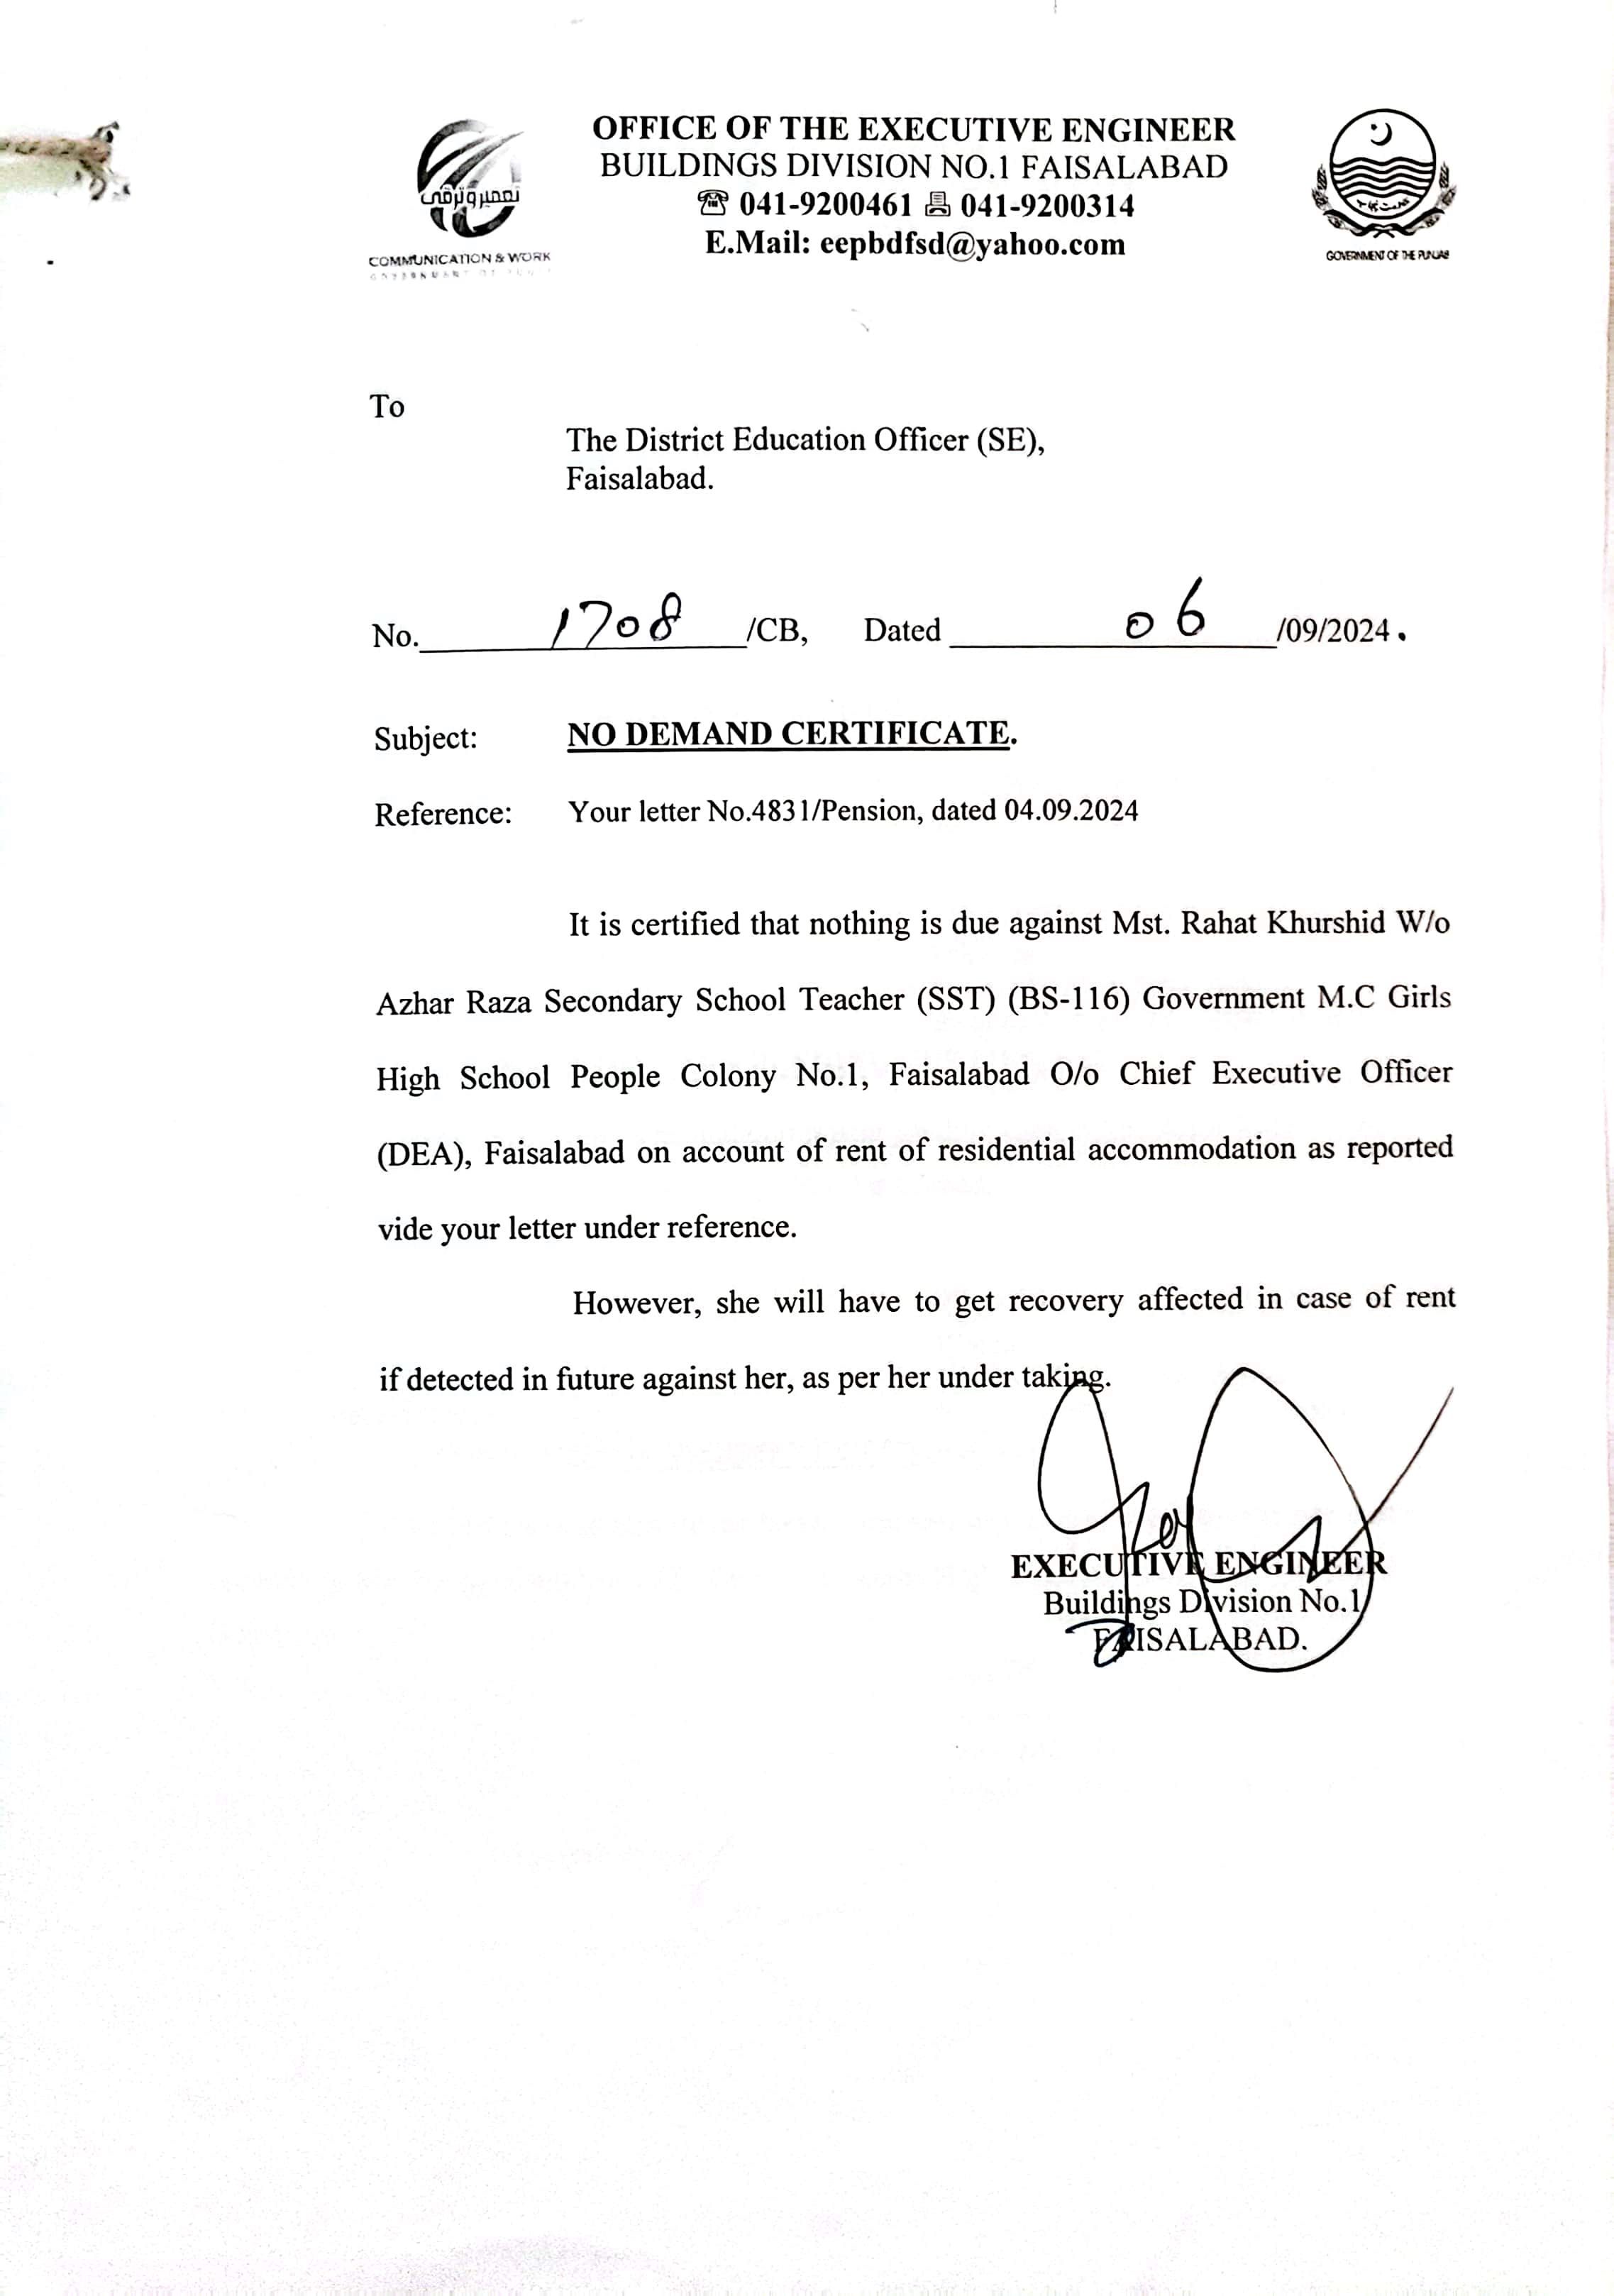 تعمیر و ترقی
COMMUNICATION & WORK
OFFICE OF THE EXECUTIVE ENGINEER
BUILDINGS DIVISION NO.1 FAISALABAD
☎ 041-9200461 📠 041-9200314
E.Mail: eepbdfsd@yahoo.com
GOVERNMENT OF THE PUNJAB
To
The District Education Officer (SE),
Faisalabad.
No. 1708 /CB, Dated 06 /09/2024.
Subject: NO DEMAND CERTIFICATE.
Reference: Your letter No.4831/Pension, dated 04.09.2024
It is certified that nothing is due against Mst. Rahat Khurshid W/o
Azhar Raza Secondary School Teacher (SST) (BS-116) Government M.C Girls
High School People Colony No.1, Faisalabad O/o Chief Executive Officer
(DEA), Faisalabad on account of rent of residential accommodation as reported
vide your letter under reference.
However, she will have to get recovery affected in case of rent
if detected in future against her, as per her under taking.
EXECUTIVE ENGINEER
Buildings Division No.1
FAISALABAD.